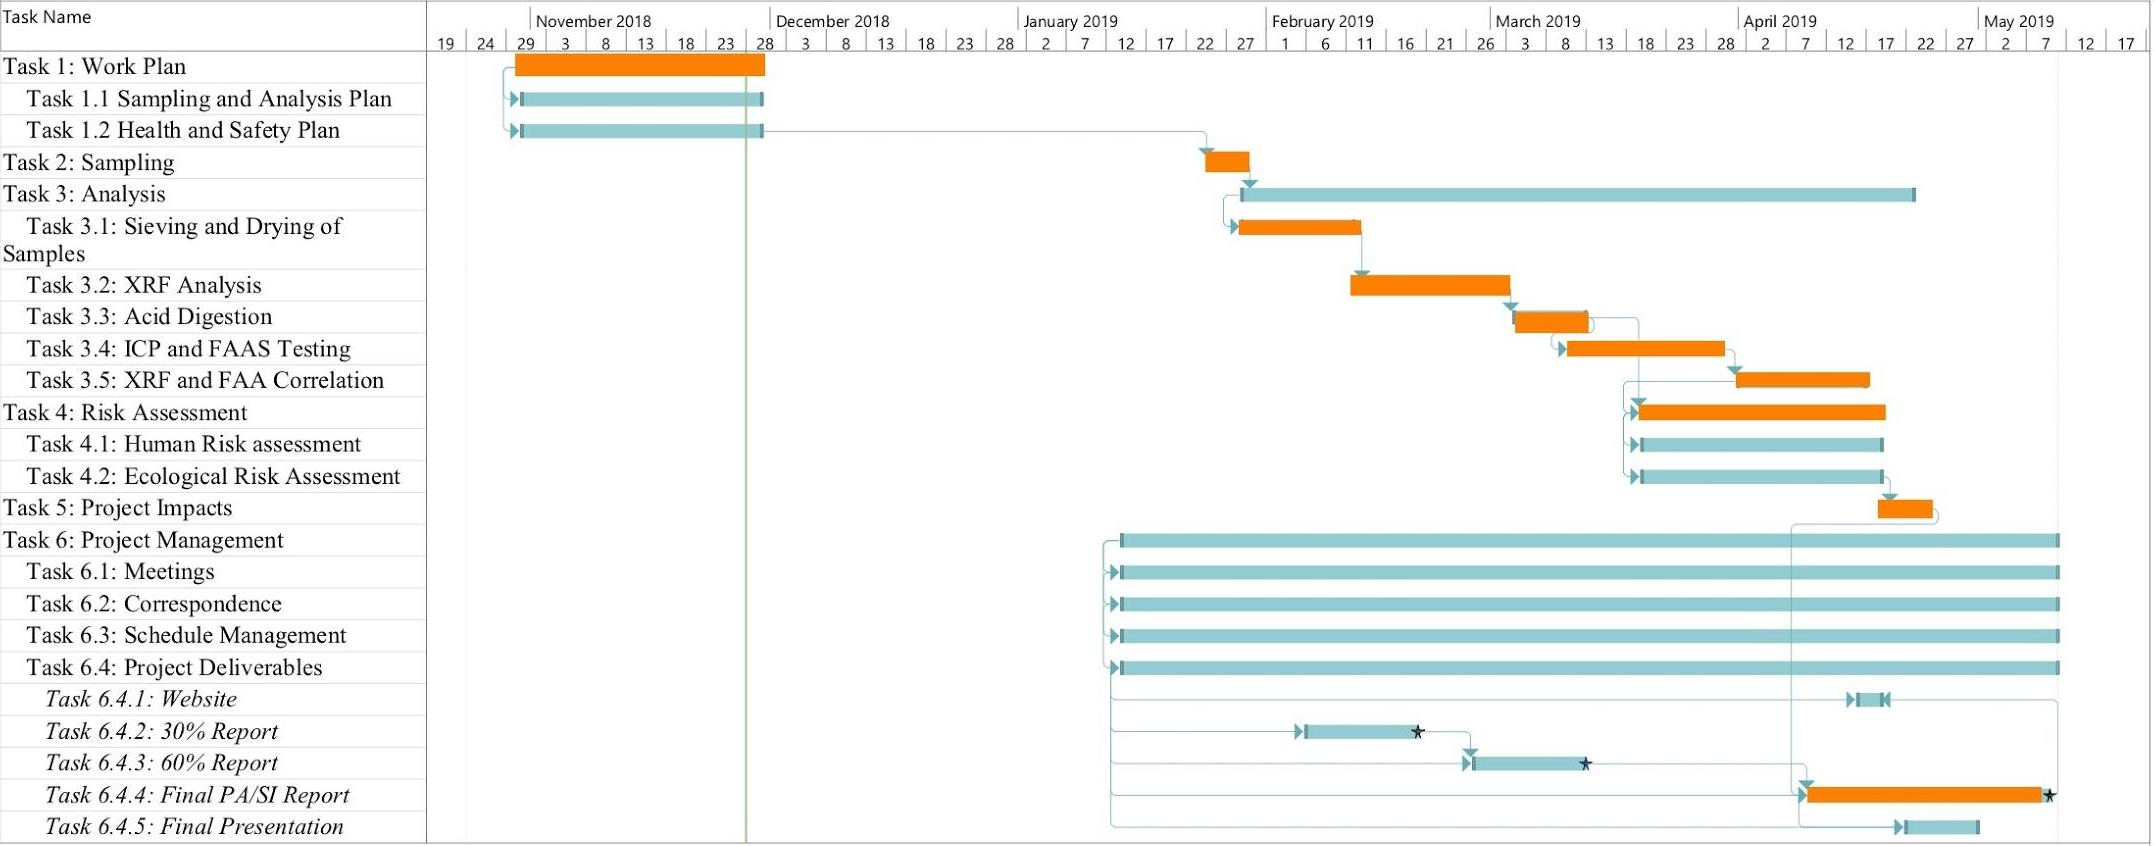 Task Name
November 2018 December 2018 January 2019 February 2019 March 2019 April 2019 May 2019
19 24 29 3 8 13 18 23 28 3 8 13 18 23 28 2 7 12 17 22 27 1 6 11 16 21 26 3 8 13 18 23 28 2 7 12 17 22 27 2 7 12 17
Task 1: Work Plan
Task 1.1 Sampling and Analysis Plan
Task 1.2 Health and Safety Plan
Task 2: Sampling
Task 3: Analysis
Task 3.1: Sieving and Drying of
Samples
Task 3.2: XRF Analysis
Task 3.3: Acid Digestion
Task 3.4: ICP and FAAS Testing
Task 3.5: XRF and FAA Correlation
Task 4: Risk Assessment
Task 4.1: Human Risk assessment
Task 4.2: Ecological Risk Assessment
Task 5: Project Impacts
Task 6: Project Management
Task 6.1: Meetings
Task 6.2: Correspondence
Task 6.3: Schedule Management
Task 6.4: Project Deliverables
Task 6.4.1: Website
Task 6.4.2: 30% Report
Task 6.4.3: 60% Report
Task 6.4.4: Final PA/SI Report
Task 6.4.5: Final Presentation